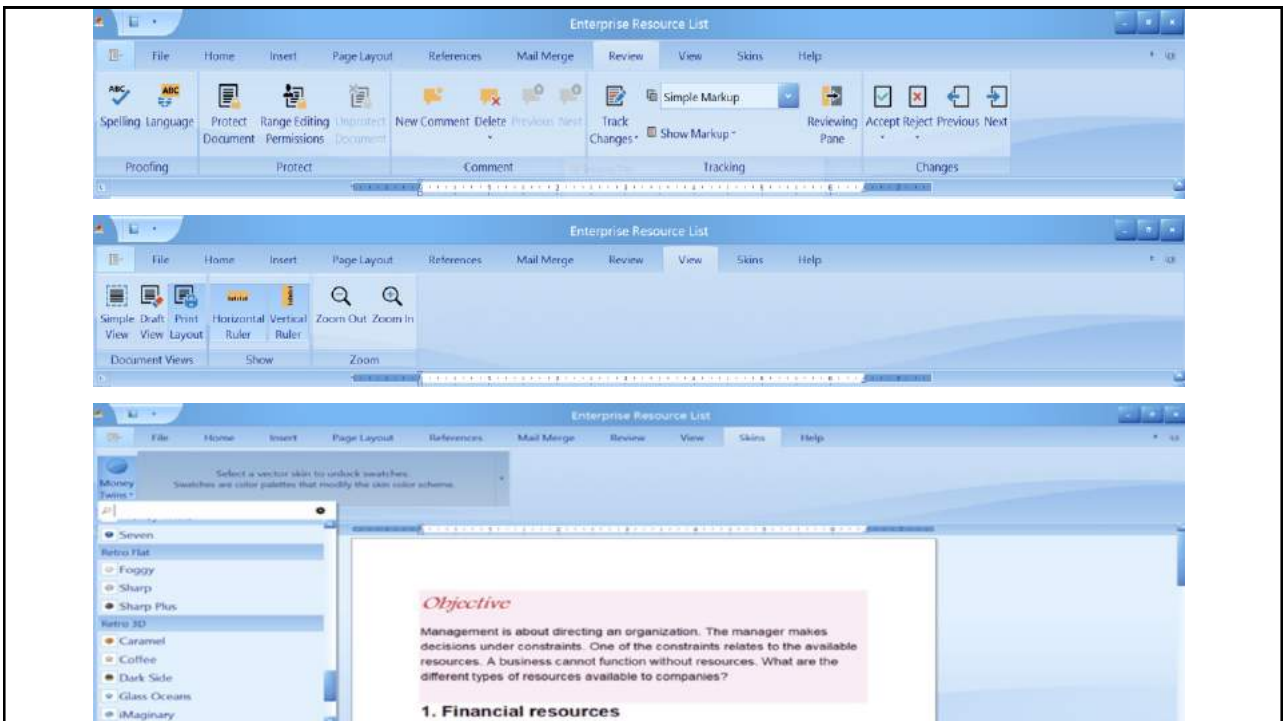 Enterprise Resource List
File Home Insert Page Layout References Mail Merge Review View Skins Help
ABC ABC
Simple Markup
Spelling Language Protect Document Range Editing Permissions Unprotect Document New Comment Delete Previous Next Track Changes Show Markup Reviewing Pane Accept Reject Previous Next
Proofing Protect Comment Tracking Changes
Enterprise Resource List
File Home Insert Page Layout References Mail Merge Review View Skins Help
Simple View Draft View Print Layout Horizontal Ruler Vertical Ruler Zoom Out Zoom In
Document Views Show Zoom
Enterprise Resource List
File Home Insert Page Layout References Mail Merge Review View Skins Help
Select a vector skin to unlock swatches.
Money Twins
Swatches are color palettes that modify the skin color scheme.
Seven
Retro Flat
Foggy
Sharp
Sharp Plus
Retro 3D
Caramel
Coffee
Dark Side
Glass Oceans
iMaginary
Objective
Management is about directing an organization. The manager makes
decisions under constraints. One of the constraints relates to the available
resources. A business cannot function without resources. What are the
different types of resources available to companies?
1. Financial resources